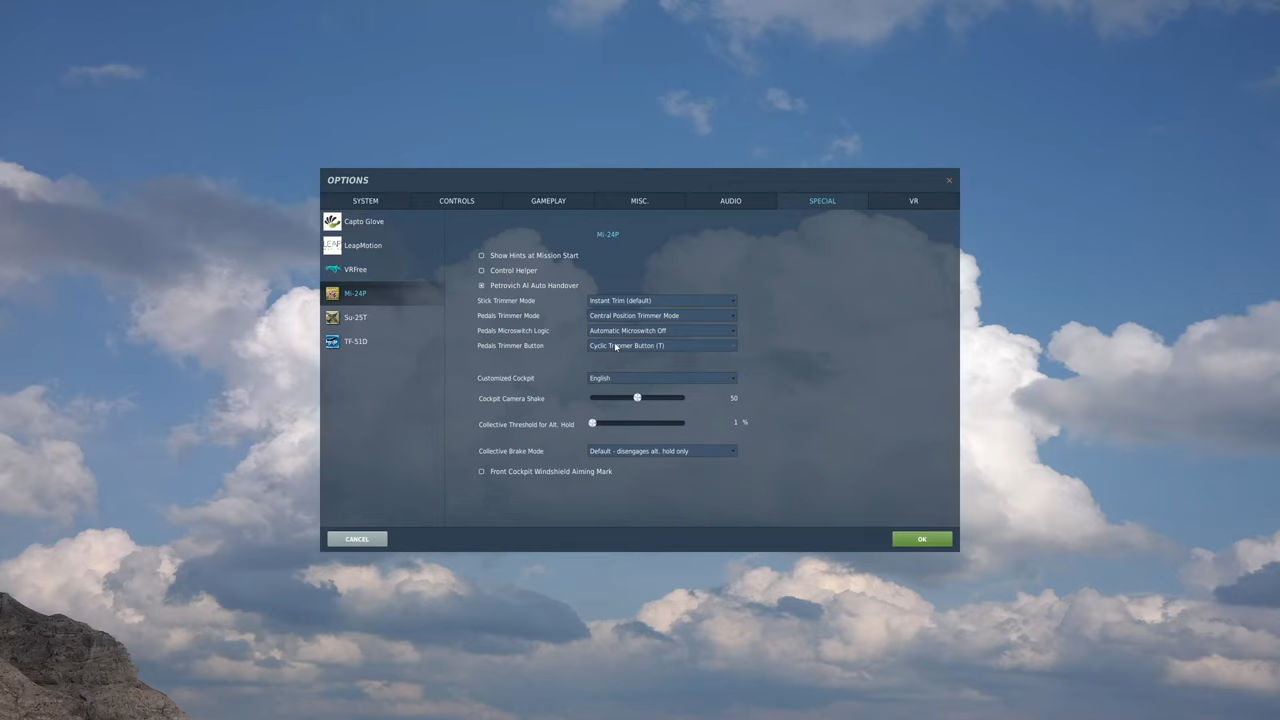 OPTIONS
×
SYSTEM CONTROLS GAMEPLAY MISC. AUDIO SPECIAL VR
Capto Glove
LEAP
LeapMotion
VRFree
Mi-24P
Su-25T
TF-51D
Mi-24P
Show Hints at Mission Start
Control Helper
Petrovich AI Auto Handover
Stick Trimmer Mode Instant Trim (default)
Pedals Trimmer Mode Central Position Trimmer Mode
Pedals Microswitch Logic Automatic Microswitch Off
Pedals Trimmer Button Cyclic Trimmer Button (T)
Customized Cockpit English
Cockpit Camera Shake 50
Collective Threshold for Alt. Hold 1 %
Collective Brake Mode Default - disengages alt. hold only
Front Cockpit Windshield Aiming Mark
CANCEL OK